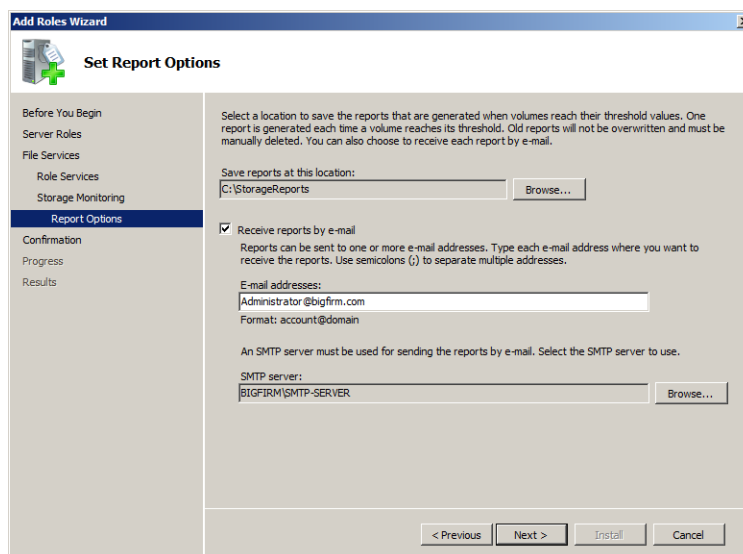 Add Roles Wizard
Set Report Options
Before You Begin
Server Roles
File Services
Role Services
Storage Monitoring
Report Options
Confirmation
Progress
Results
Select a location to save the reports that are generated when volumes reach their threshold values. One
report is generated each time a volume reaches its threshold. Old reports will not be overwritten and must be
manually deleted. You can also choose to receive each report by e-mail.
Save reports at this location:
C:\StorageReports
Browse...
Receive reports by e-mail
Reports can be sent to one or more e-mail addresses. Type each e-mail address where you want to
receive the reports. Use semicolons (;) to separate multiple addresses.
E-mail addresses:
Administrator@bigfirm.com
Format: account@domain
An SMTP server must be used for sending the reports by e-mail. Select the SMTP server to use.
SMTP server:
BIGFIRM\SMTP-SERVER
Browse...
< Previous
Next >
Install
Cancel